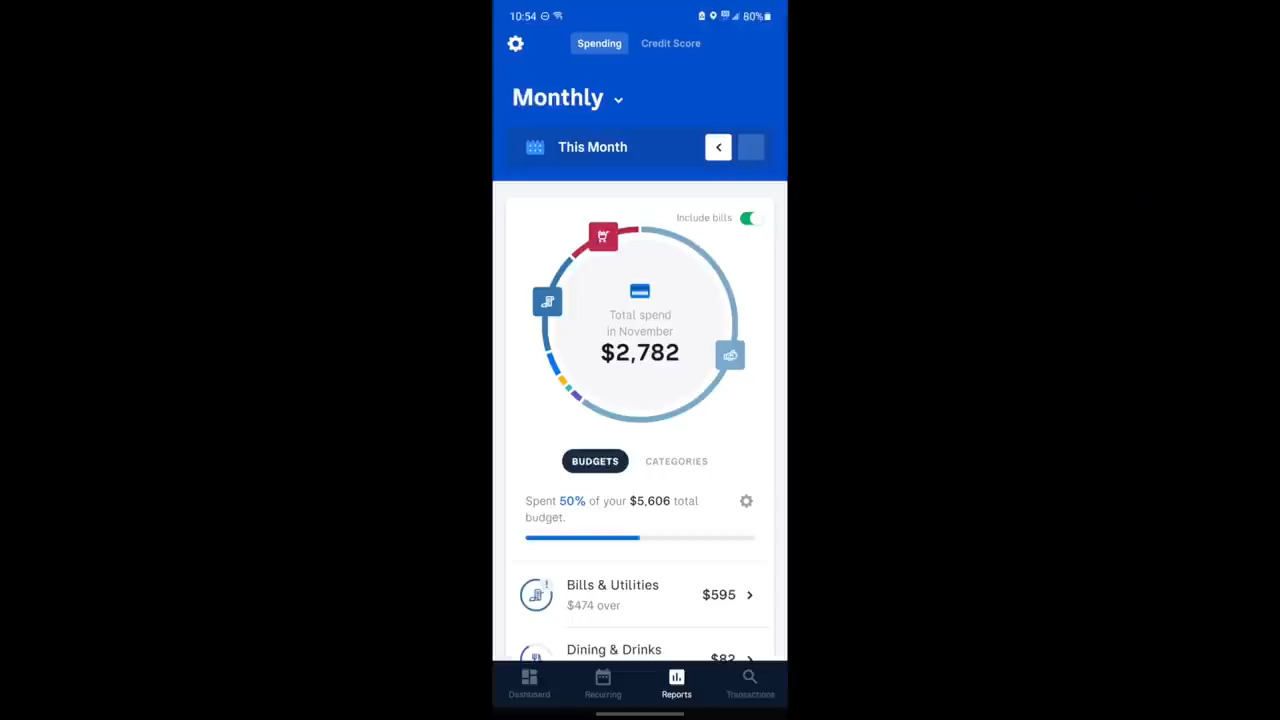 10:54
80%
Spending
Credit Score
Monthly
This Month
Include bills
Total spend
in November
$2,782
BUDGETS
CATEGORIES
Spent 50% of your $5,606 total
budget.
Bills & Utilities
$595
$474 over
Dining & Drinks
$82
Dashboard
Recurring
Reports
Transactions